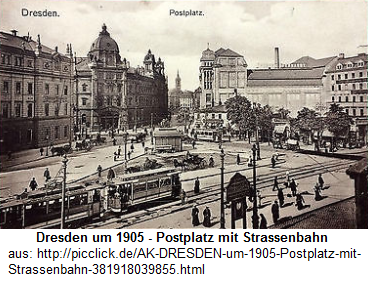 Dresden. Postplatz.
Dresden um 1905 - Postplatz mit Strassenbahn
aus: http://picclick.de/AK-DRESDEN-um-1905-Postplatz-mit-
Strassenbahn-381918039855.html